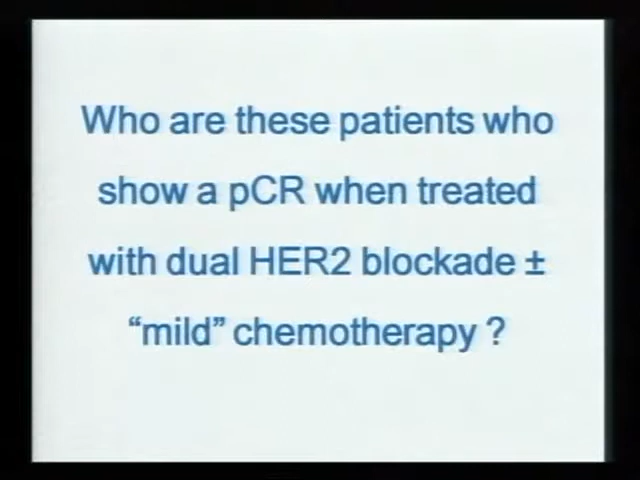 Who are these patients who
show a pCR when treated
with dual HER2 blockade ±
“mild” chemotherapy ?